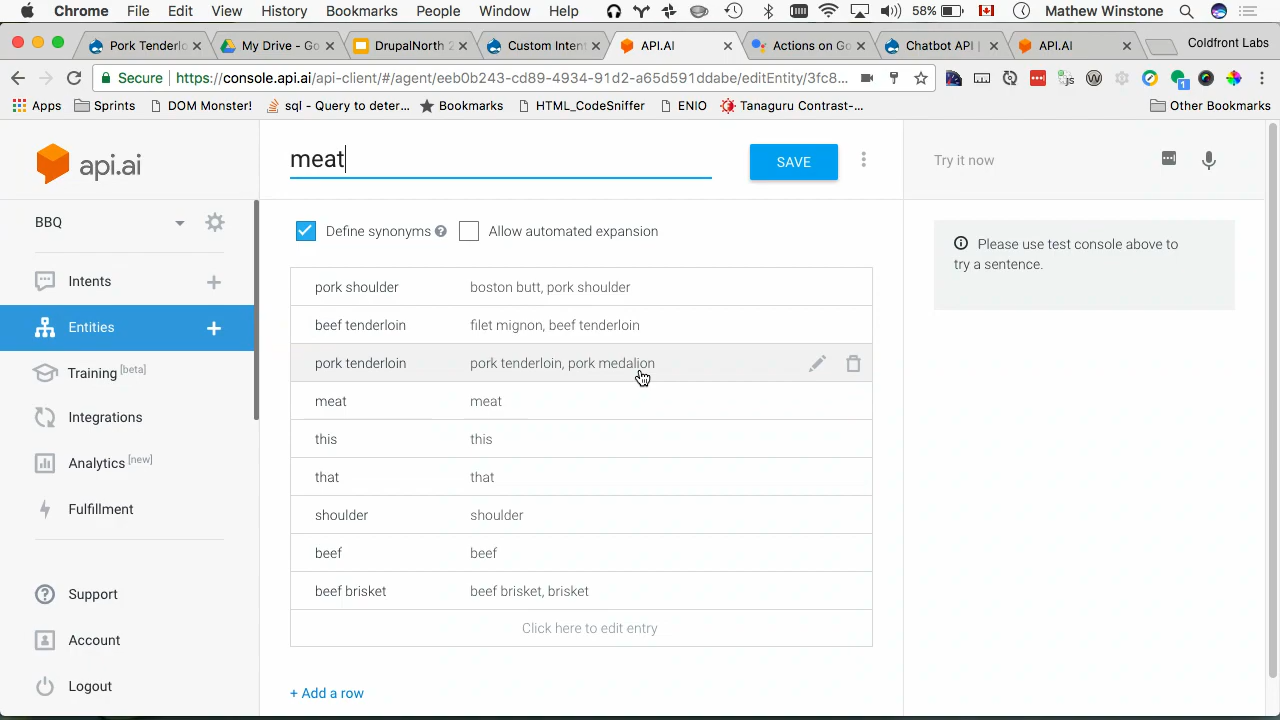 Chrome File Edit View History Bookmarks People Window Help 58% Mathew Winstone
Pork Tenderlo My Drive - Go DrupalNorth 2 Custom Inten API.AI Actions on Go Chatbot API | API.AI Coldfront Labs
Secure https://console.api.ai/api-client/#/agent/eeb0b243-cd89-4934-91d2-a65d591ddabe/editEntity/3fc8...
Apps Sprints DOM Monster! sql - Query to deter... Bookmarks HTML_CodeSniffer ENIO Tanaguru Contrast-... Other Bookmarks
api.ai
meat
SAVE
Try it now
BBQ
Define synonyms Allow automated expansion
Please use test console above to
try a sentence.
Intents
Entities
Training [beta]
Integrations
Analytics [new]
Fulfillment
Support
Account
Logout
pork shoulder boston butt, pork shoulder
beef tenderloin filet mignon, beef tenderloin
pork tenderloin pork tenderloin, pork medalion
meat meat
this this
that that
shoulder shoulder
beef beef
beef brisket beef brisket, brisket
Click here to edit entry
+ Add a row